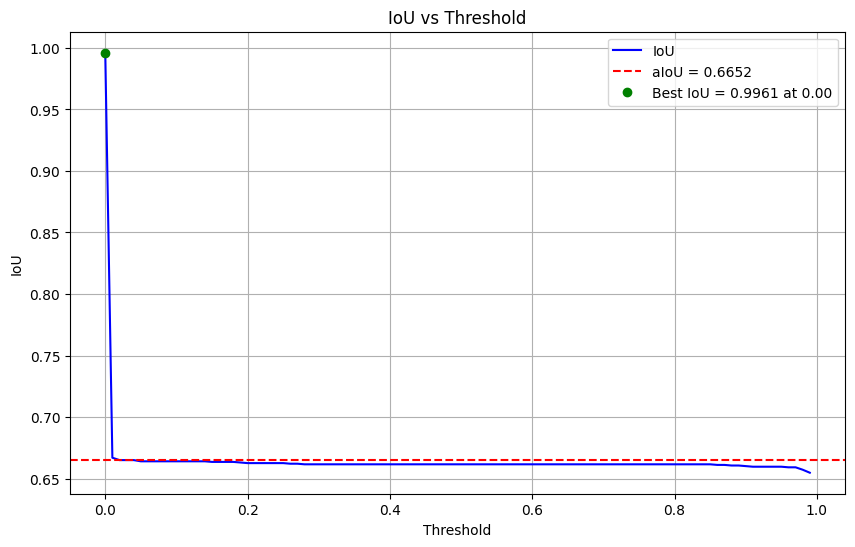 IoU vs Threshold
IoU
aIoU = 0.6652
Best IoU = 0.9961 at 0.00
1.00
0.95
0.90
0.85
0.80
0.75
0.70
0.65
IoU
0.0 0.2 0.4 0.6 0.8 1.0
Threshold